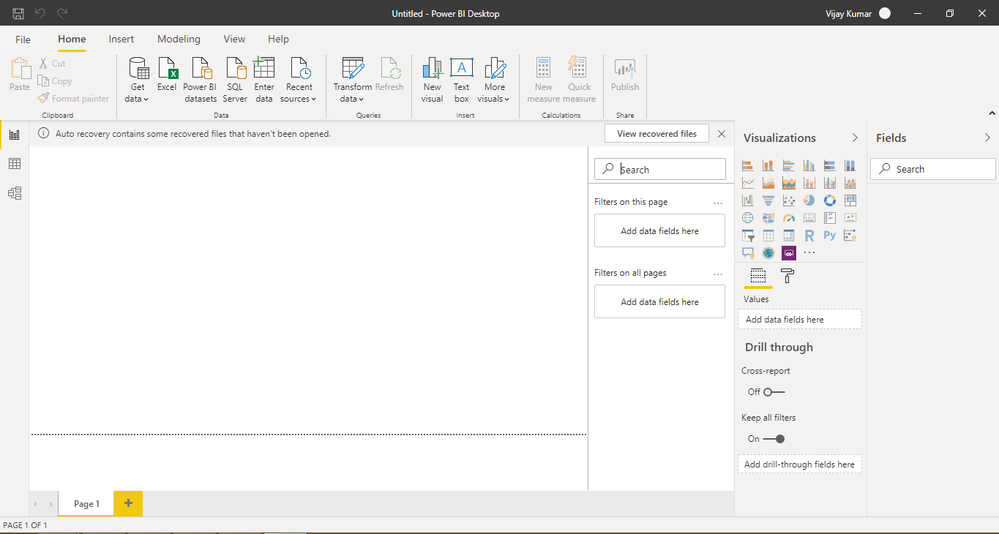 Untitled - Power BI Desktop
Vijay Kumar
File
Home
Insert
Modeling
View
Help
Paste
Cut
Copy
Format painter
Clipboard
Get data
Excel
Power BI datasets
SQL Server
Enter data
Recent sources
Data
Transform data
Refresh
Queries
New visual
Text box
A
More visuals
Insert
New measure
Quick measure
Calculations
Publish
Share
Auto recovery contains some recovered files that haven't been opened.
View recovered files
Search
Filters on this page
...
Add data fields here
Filters on all pages
...
Add data fields here
Visualizations
123
R
Py
...
Values
Add data fields here
Drill through
Cross-report
Off
Keep all filters
On
Add drill-through fields here
Fields
Search
Page 1
PAGE 1 OF 1